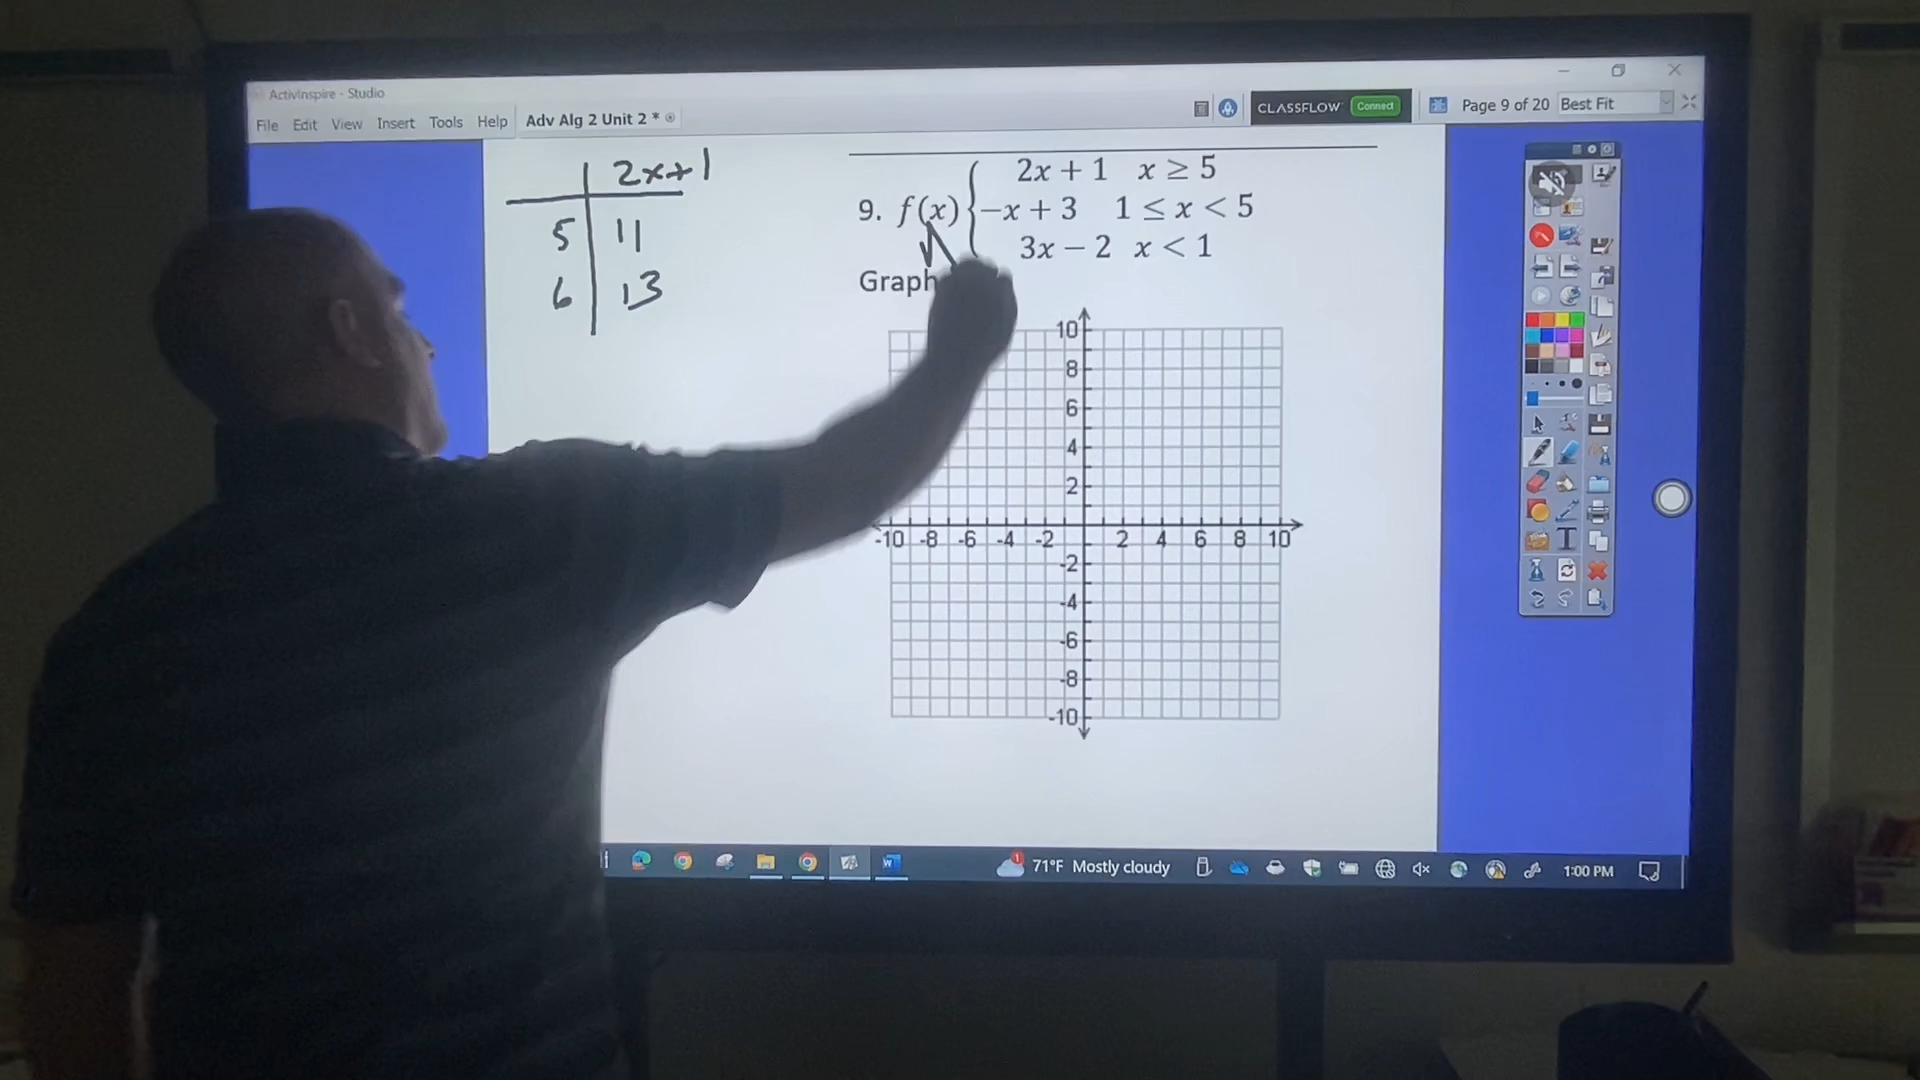 ActivInspire - Studio
File Edit View Insert Tools Help
Adv Alg 2 Unit 2 *
CLASSFLOW Connect
Page 9 of 20 Best Fit
2x+1
5 11
6 13
9. f(x) { 2x + 1 x ≥ 5
−x + 3 1 ≤ x < 5
3x − 2 x < 1
Graph
10
8
6
4
2
-10 -8 -6 -4 -2 2 4 6 8 10
-2
-4
-6
-8
-10
1 71°F Mostly cloudy 1:00 PM